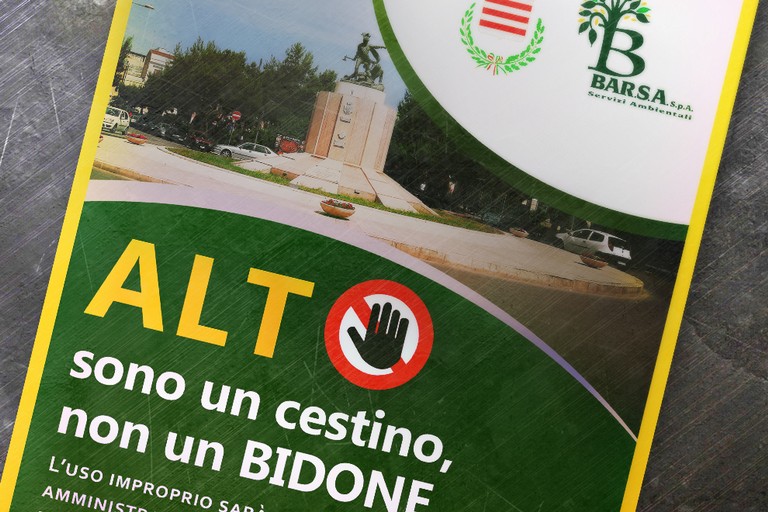 BAR.S.A. S.p.A.
Servizi Ambientali
ALT
sono un cestino,
non un BIDONE
L'USO IMPROPRIO SARÀ